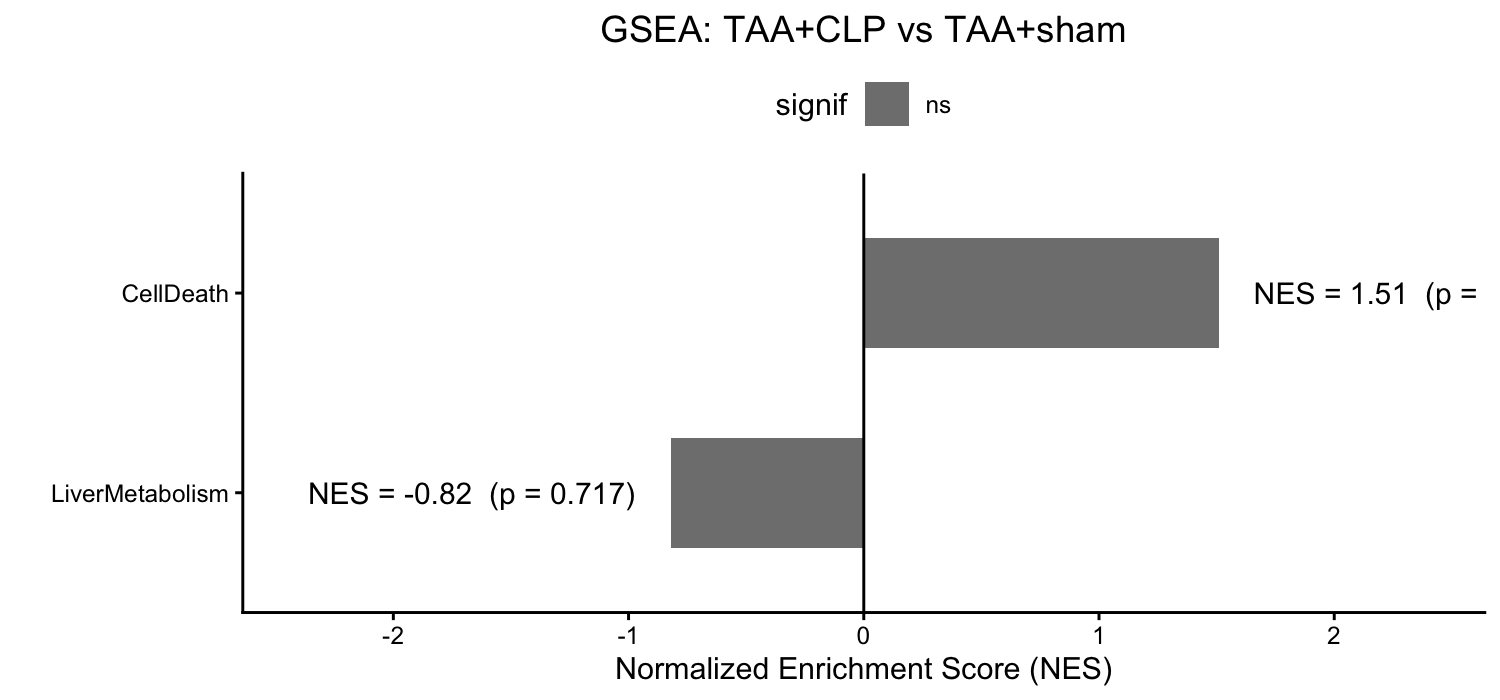 GSEA: TAA+CLP vs TAA+sham
signif ns
CellDeath
NES = 1.51 (p =
LiverMetabolism
NES = -0.82 (p = 0.717)
-2 -1 0 1 2
Normalized Enrichment Score (NES)